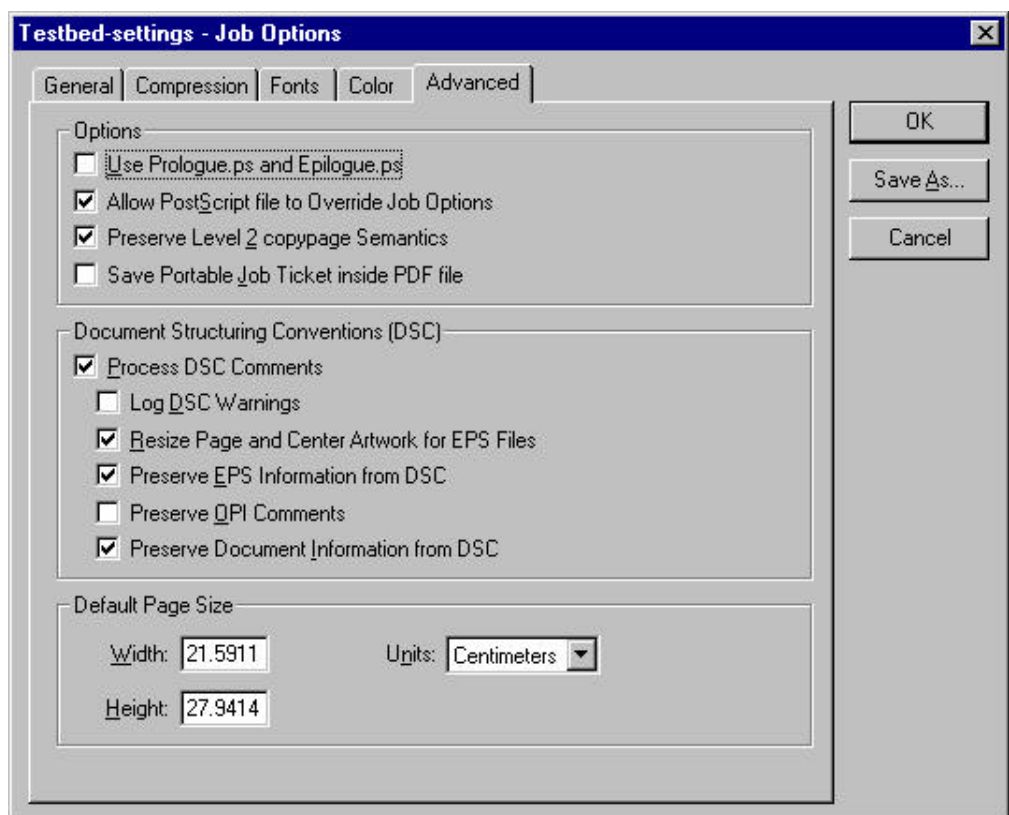 Testbed-settings - Job Options
General Compression Fonts Color Advanced
OK
Save As...
Cancel
Options
Use Prologue.ps and Epilogue.ps
Allow PostScript file to Override Job Options
Preserve Level 2 copypage Semantics
Save Portable Job Ticket inside PDF file
Document Structuring Conventions (DSC)
Process DSC Comments
Log DSC Warnings
Resize Page and Center Artwork for EPS Files
Preserve EPS Information from DSC
Preserve OPI Comments
Preserve Document Information from DSC
Default Page Size
Width: 21.5911 Units: Centimeters
Height: 27.9414